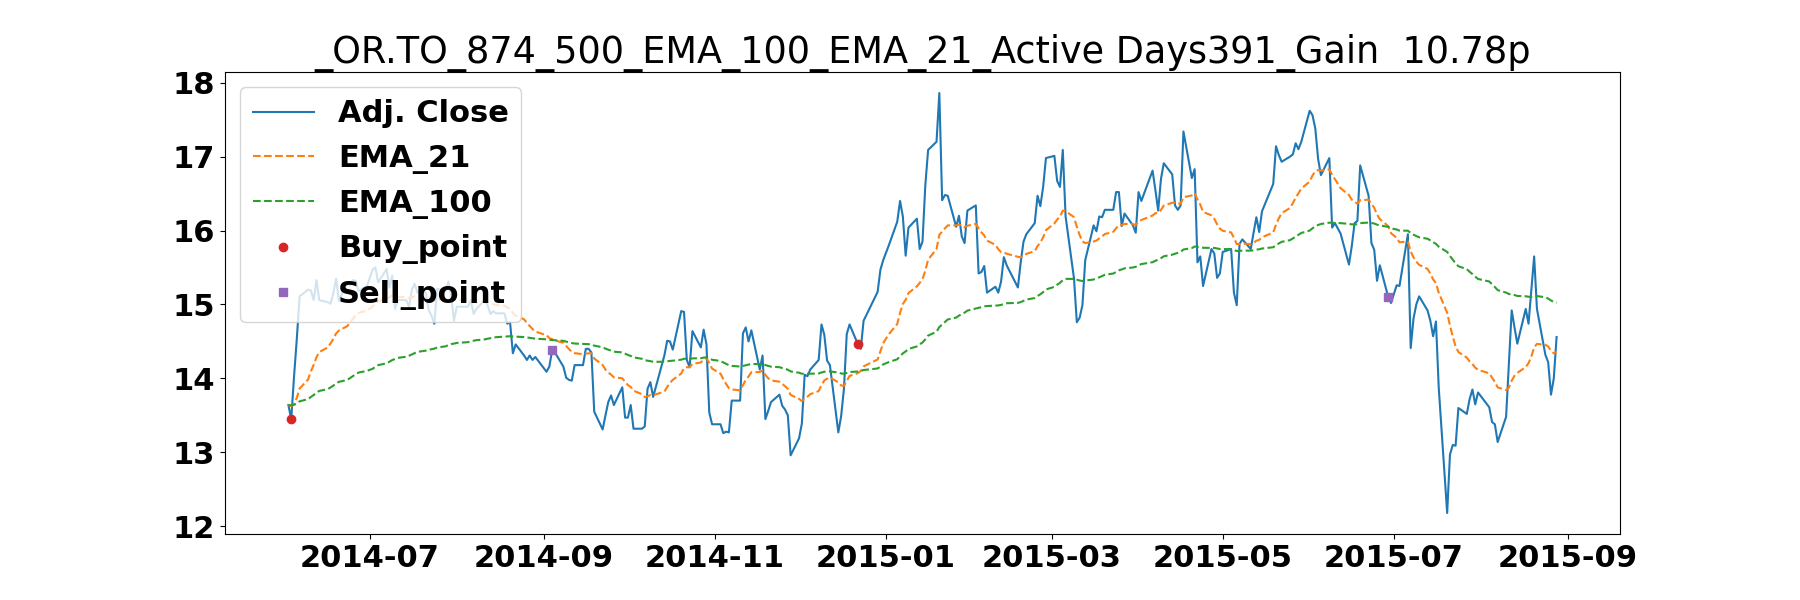 _OR.TO_874_500_EMA_100_EMA_21_Active Days391_Gain  10.78p
18
17
16
15
14
13
12
Adj. Close
EMA_21
EMA_100
Buy_point
Sell_point
2014-07 2014-09 2014-11 2015-01 2015-03 2015-05 2015-07 2015-09